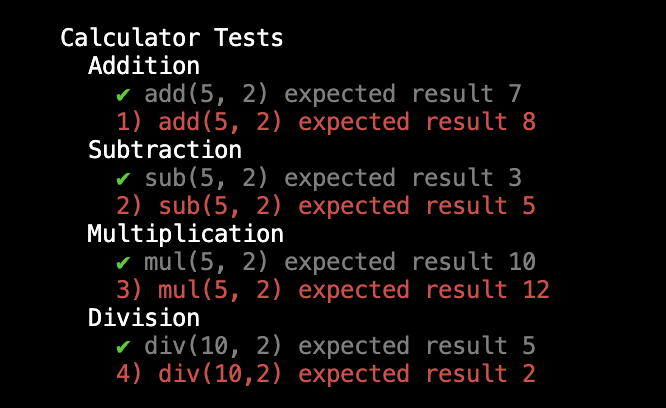 Calculator Tests
Addition
✔ add(5, 2) expected result 7
1) add(5, 2) expected result 8
Subtraction
✔ sub(5, 2) expected result 3
2) sub(5, 2) expected result 5
Multiplication
✔ mul(5, 2) expected result 10
3) mul(5, 2) expected result 12
Division
✔ div(10, 2) expected result 5
4) div(10,2) expected result 2